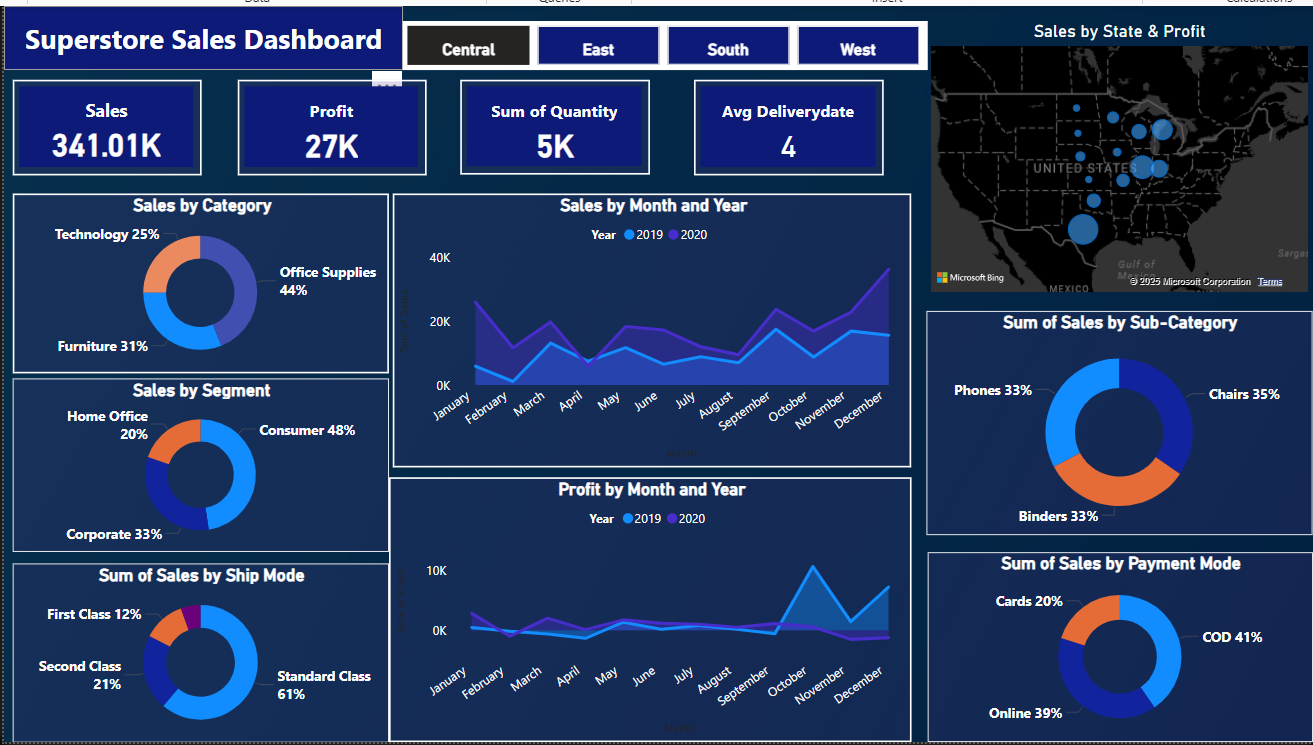 Superstore Sales Dashboard
Central
East
South
West
Sales
341.01K
Profit
27K
Sum of Quantity
5K
Avg Deliverydate
4
Sales by State & Profit
UNITED STATES
Gulf of
MEXICO
Microsoft Bing
© 2025 Microsoft Corporation Terms
Sales by Category
Technology 25%
Office Supplies
44%
Furniture 31%
Sales by Segment
Home Office
20%
Consumer 48%
Corporate 33%
Sum of Sales by Ship Mode
First Class 12%
Second Class
21%
Standard Class
61%
Sales by Month and Year
Year 2019 2020
40K
20K
0K
January
February
March
April
May
June
July
August
September
October
November
December
Profit by Month and Year
Year 2019 2020
10K
0K
January
February
March
April
May
June
July
August
September
October
November
December
Sum of Sales by Sub-Category
Phones 33%
Chairs 35%
Binders 33%
Sum of Sales by Payment Mode
Cards 20%
COD 41%
Online 39%